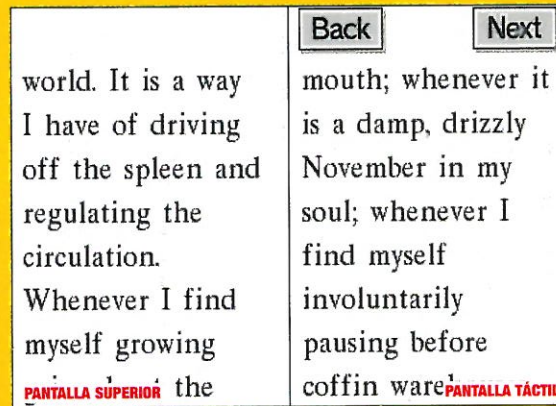 world. It is a way
I have of driving
off the spleen and
regulating the
circulation.
Whenever I find
myself growing
the
PANTALLA SUPERIOR
Back
Next
mouth; whenever it
is a damp, drizzly
November in my
soul; whenever I
find myself
involuntarily
pausing before
coffin
PANTALLA TÁCTIL